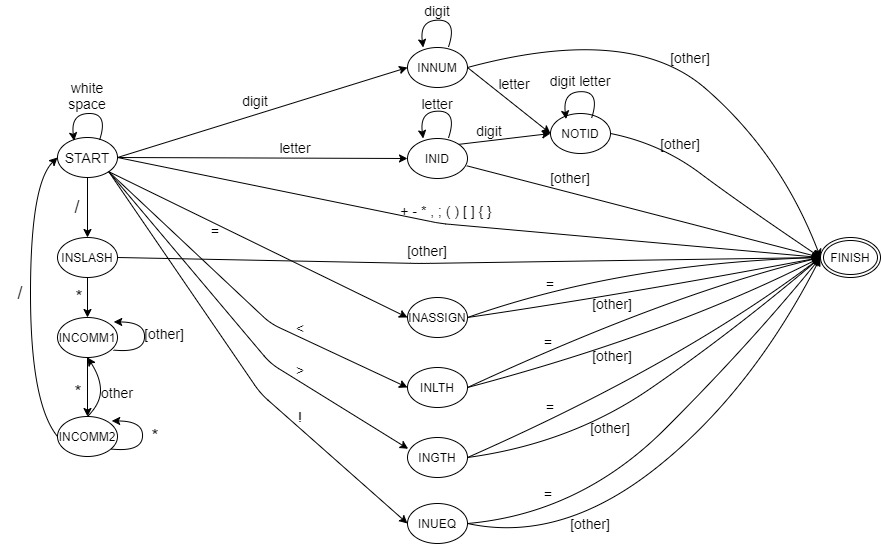 digit
INNUM
[other]
white
space
digit
letter
digit letter
letter
digit
NOTID
START
letter
INID
[other]
[other]
/
+ - * , ; ( ) [ ] { }
=
INSLASH
[other]
FINISH
*
=
[other]
/
INASSIGN
INCOMM1
[other]
<
=
[other]
>
INLTH
*
other
=
!
[other]
INCOMM2
*
INGTH
=
INUEQ
[other]